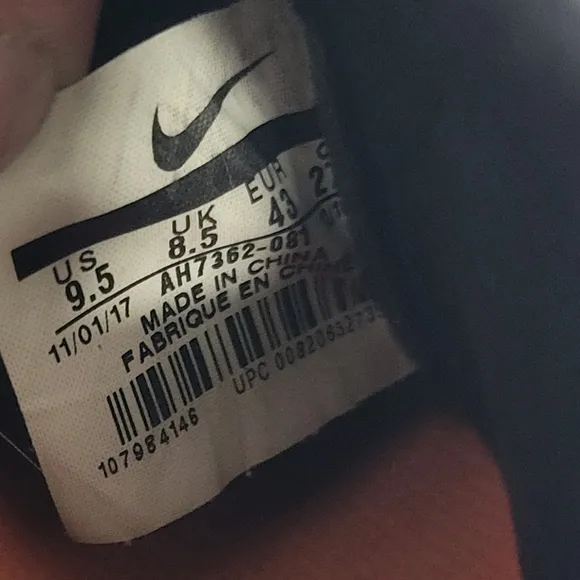 US UK EUR
9.5 8.5 43
AH7362-081
11/01/17
MADE IN CHINA
FABRIQUE EN CHINE
107984146